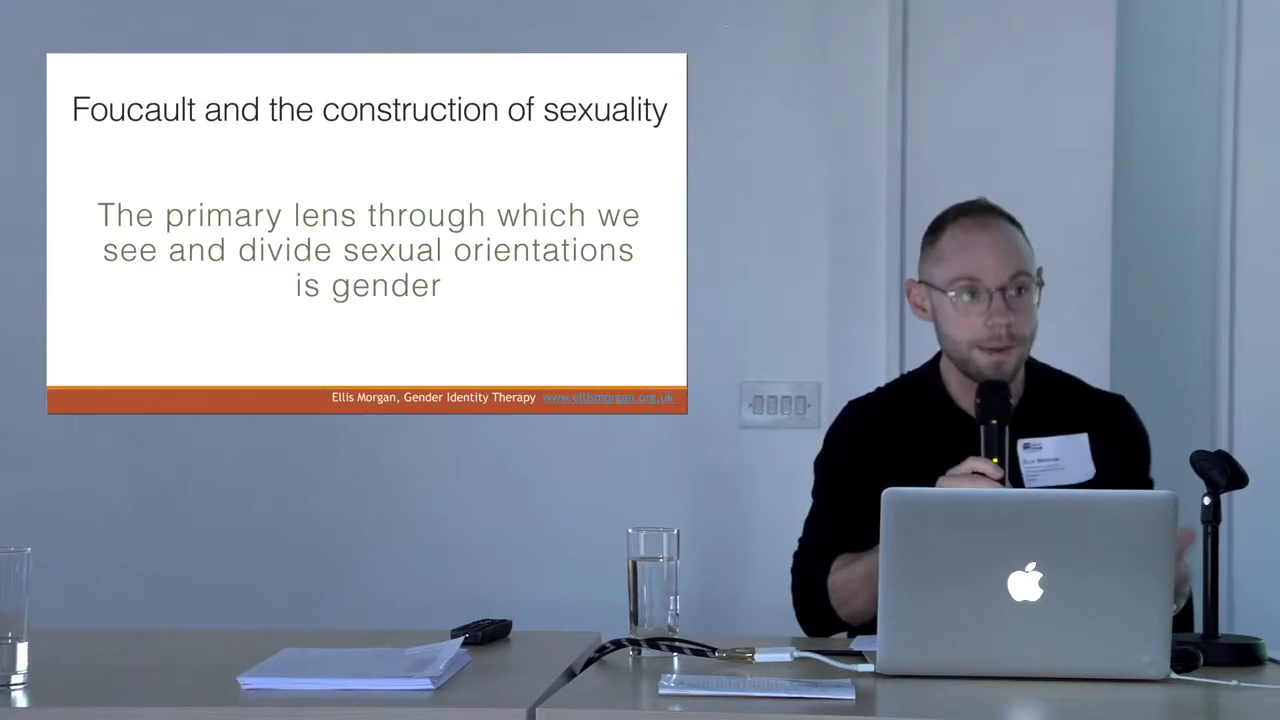 Foucault and the construction of sexuality
The primary lens through which we
see and divide sexual orientations
is gender
Ellis Morgan, Gender Identity Therapy www.ellismorgan.org.uk